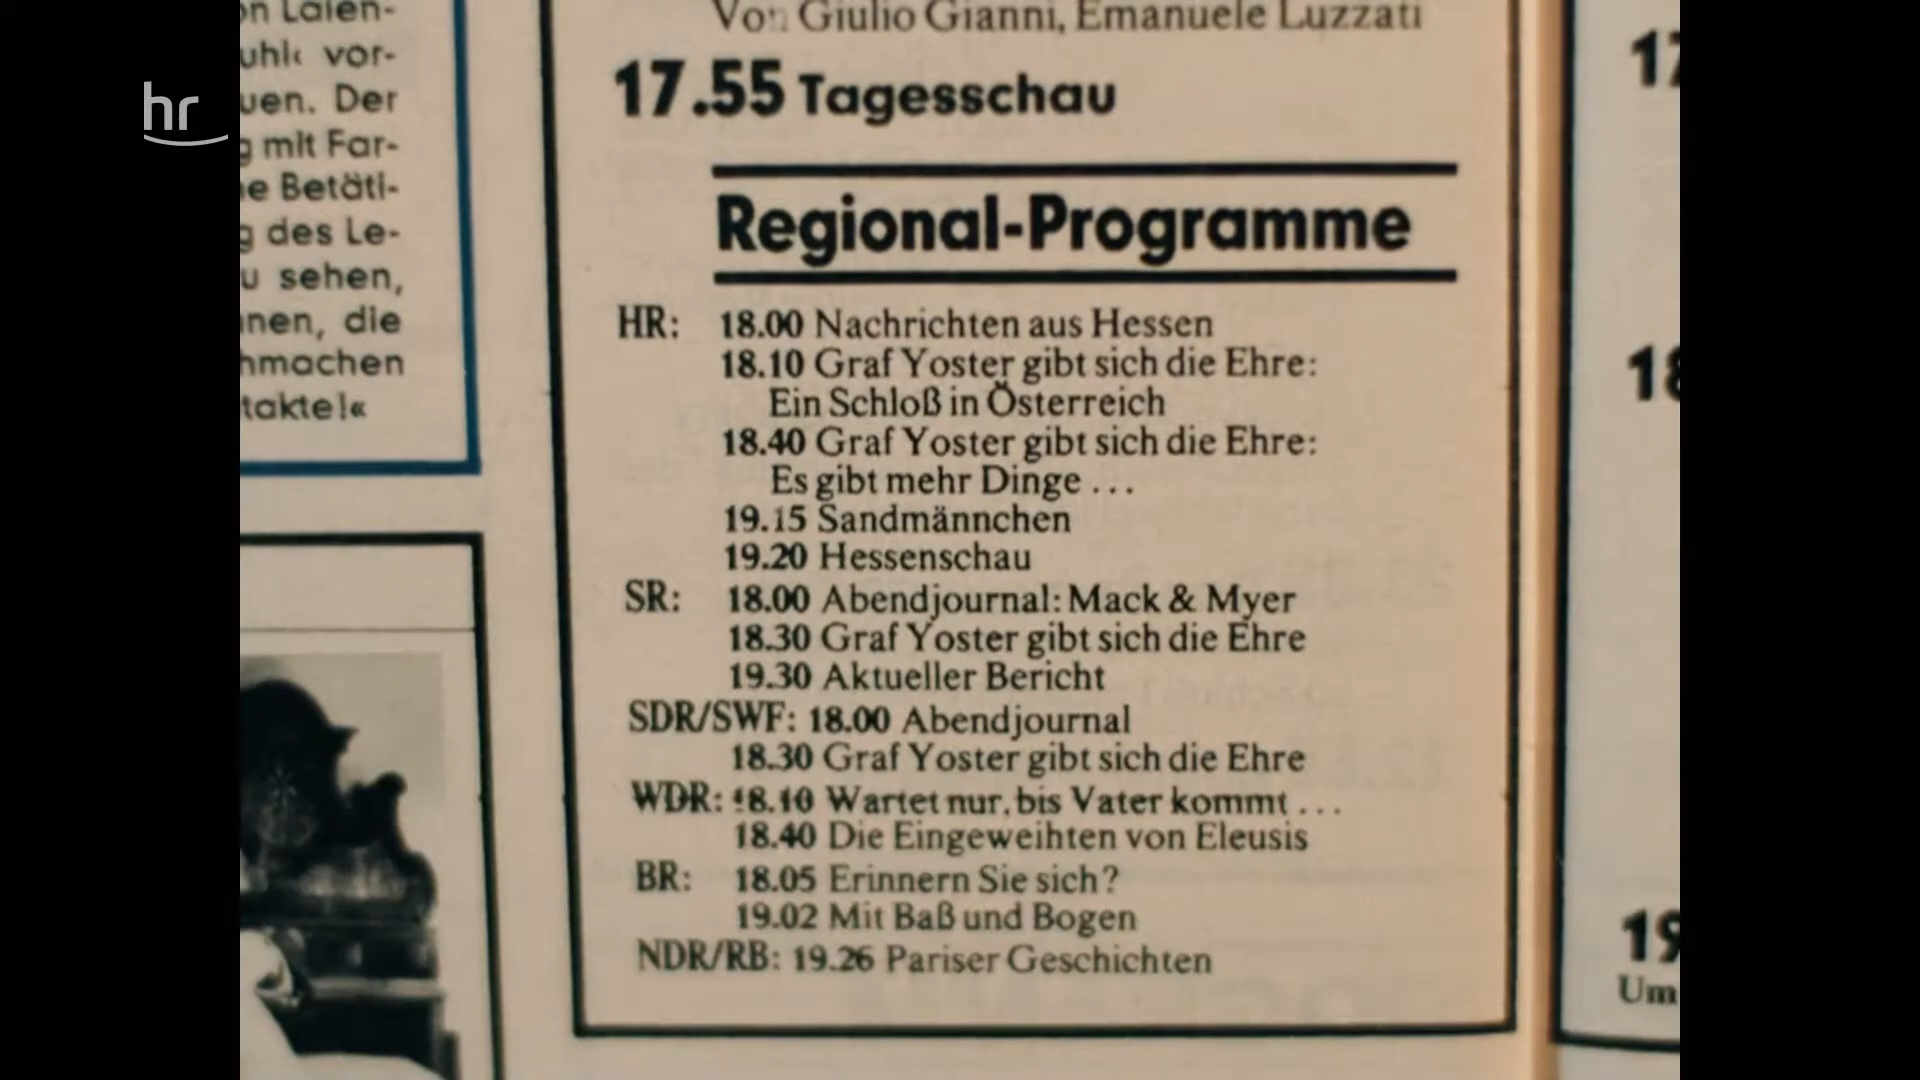 hr
von Laien-
vor-
Der
mit Far-
Betäti-
des Le-
sehen,
die
takte!«
Von Giulio Gianni, Emanuele Luzzati
17.55 Tagesschau
Regional-Programme
HR: 18.00 Nachrichten aus Hessen
18.10 Graf Yoster gibt sich die Ehre:
Ein Schloß in Österreich
18.40 Graf Yoster gibt sich die Ehre:
Es gibt mehr Dinge ...
19.15 Sandmännchen
19.20 Hessenschau
SR: 18.00 Abendjournal: Mack & Myer
18.30 Graf Yoster gibt sich die Ehre
19.30 Aktueller Bericht
SDR/SWF: 18.00 Abendjournal
18.30 Graf Yoster gibt sich die Ehre
WDR: 18.10 Wartet nur, bis Vater kommt ...
18.40 Die Eingeweihten von Eleusis
BR: 18.05 Erinnern Sie sich?
19.02 Mit Baß und Bogen
NDR/RB: 19.26 Pariser Geschichten
17
18
19
Um